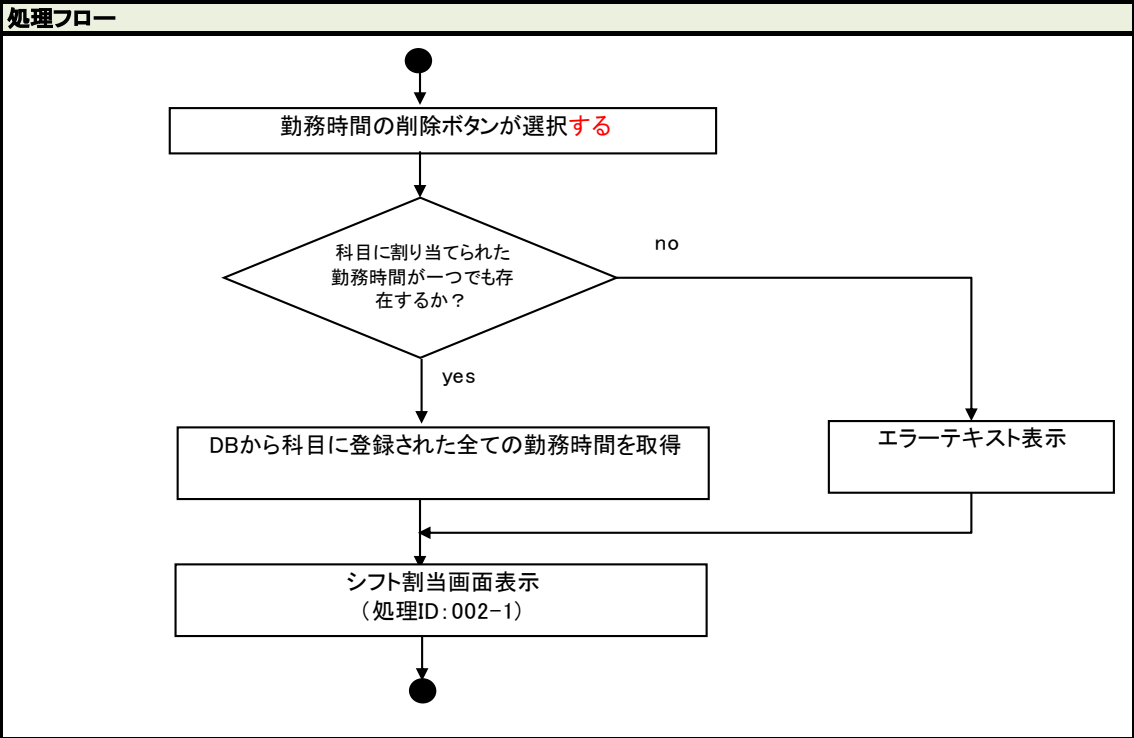 処理フロー
勤務時間の削除ボタンが選択する
科目に割り当てられた
勤務時間が一つでも存
在するか？
no
yes
DBから科目に登録された全ての勤務時間を取得
エラーテキスト表示
シフト割当画面表示
（処理ID：002-1）